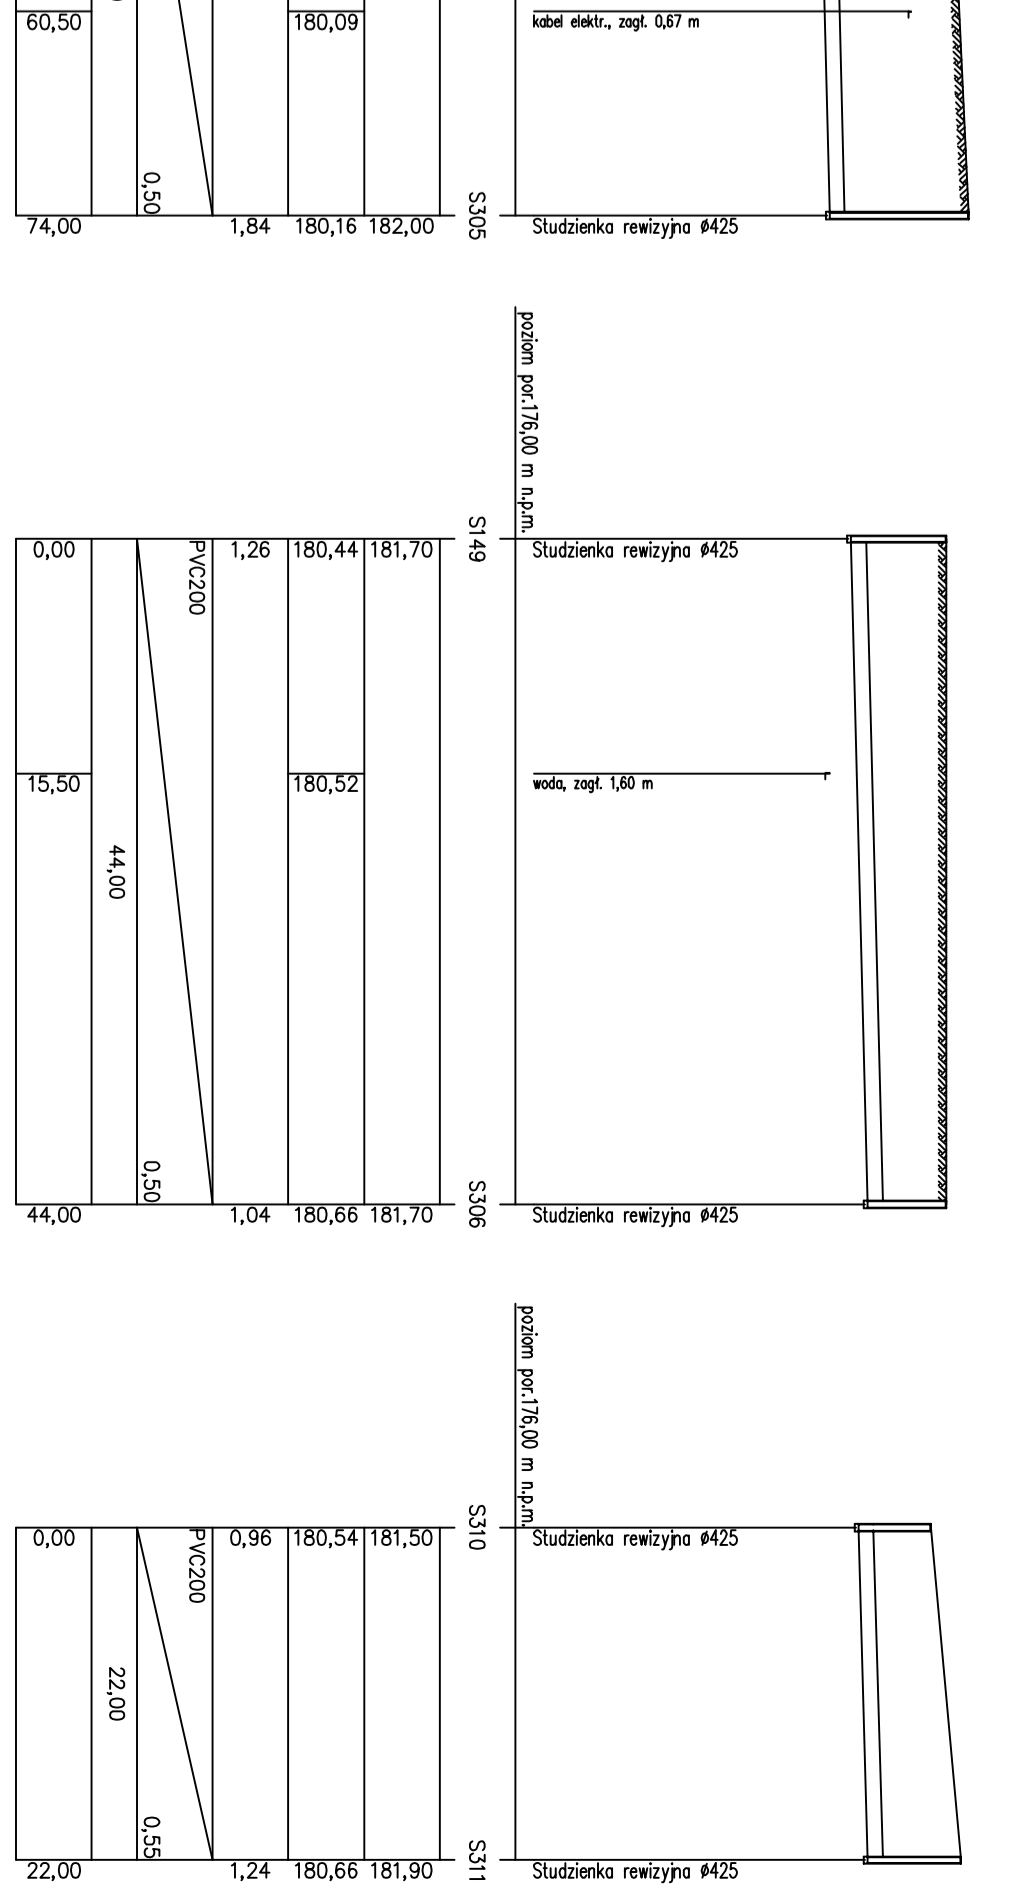 60,50
180,09
kabel elektr., zagł. 0,67 m
0,50
S305
74,00
1,84
180,16
182,00
Studzienka rewizyjna ø425
poziom por.176,00 m n.p.m.
S149
0,00
PVC200
1,26
180,44
181,70
Studzienka rewizyjna ø425
15,50
180,52
woda, zagł. 1,60 m
44,00
0,50
S306
44,00
1,04
180,66
181,70
Studzienka rewizyjna ø425
poziom por.176,00 m n.p.m.
S310
0,00
PVC200
0,96
180,54
181,50
Studzienka rewizyjna ø425
22,00
0,55
S311
22,00
1,24
180,66
181,90
Studzienka rewizyjna ø425